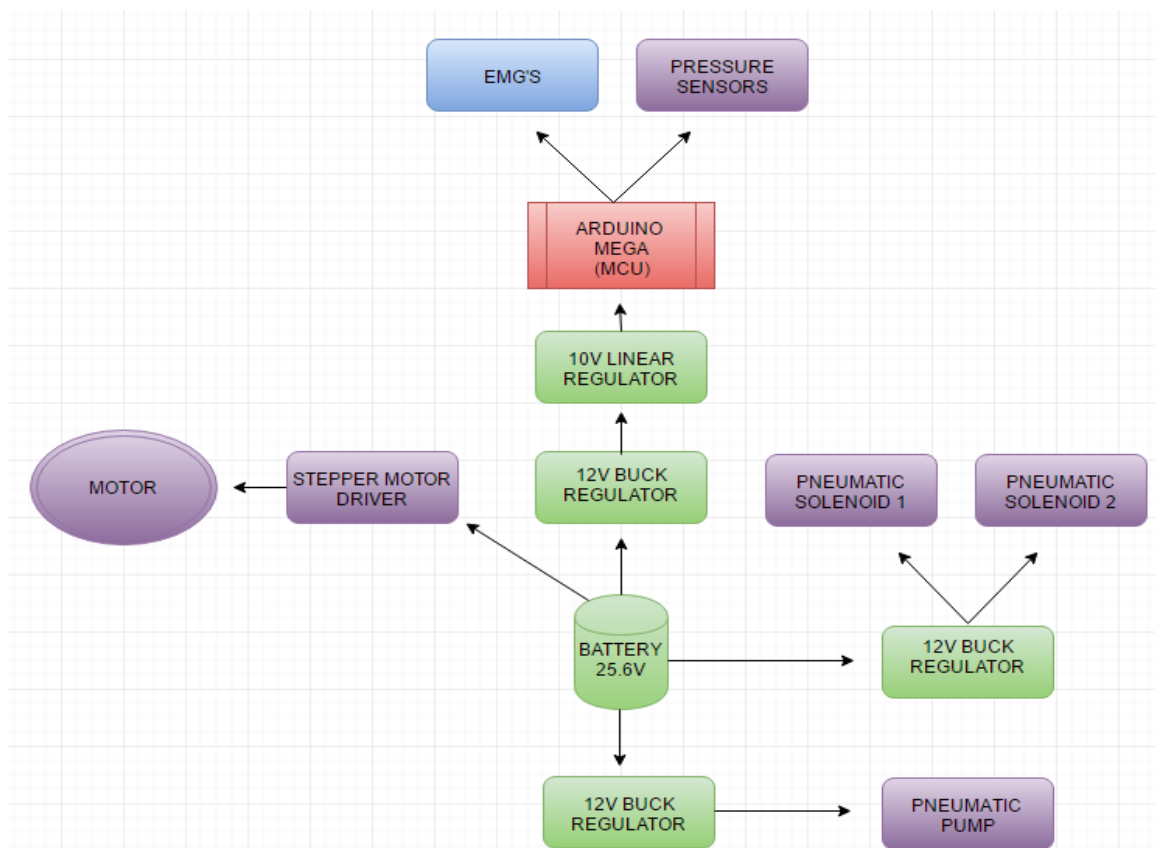 EMG'S
PRESSURE
SENSORS
ARDUINO
MEGA
(MCU)
10V LINEAR
REGULATOR
MOTOR
STEPPER MOTOR
DRIVER
12V BUCK
REGULATOR
PNEUMATIC
SOLENOID 1
PNEUMATIC
SOLENOID 2
BATTERY
25.6V
12V BUCK
REGULATOR
12V BUCK
REGULATOR
PNEUMATIC
PUMP